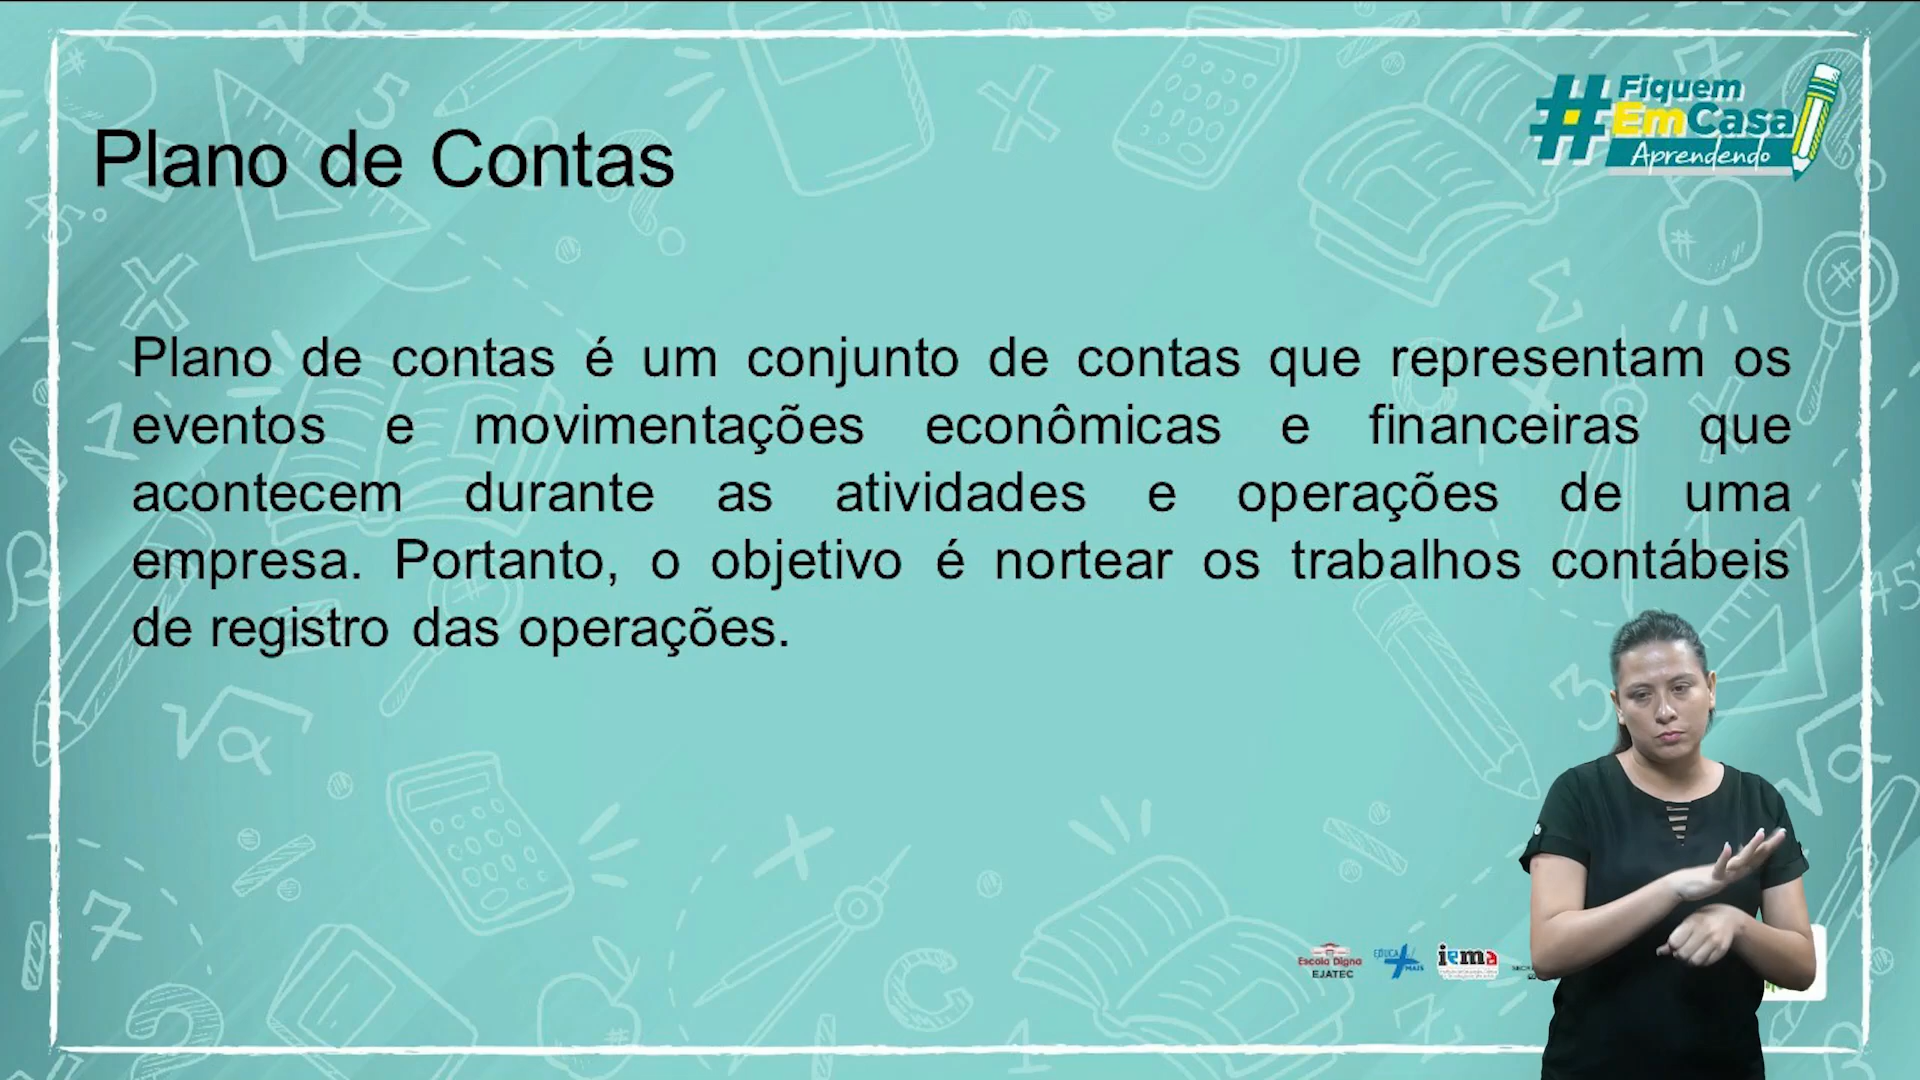 #Fiquem
EmCasa
Aprendendo
Plano de Contas
Plano de contas é um conjunto de contas que representam os
eventos e movimentações econômicas e financeiras que
acontecem durante as atividades e operações de uma
empresa. Portanto, o objetivo é nortear os trabalhos contábeis
de registro das operações.
Escola Digna
EJATEC
EDUCA
MAIS
iema